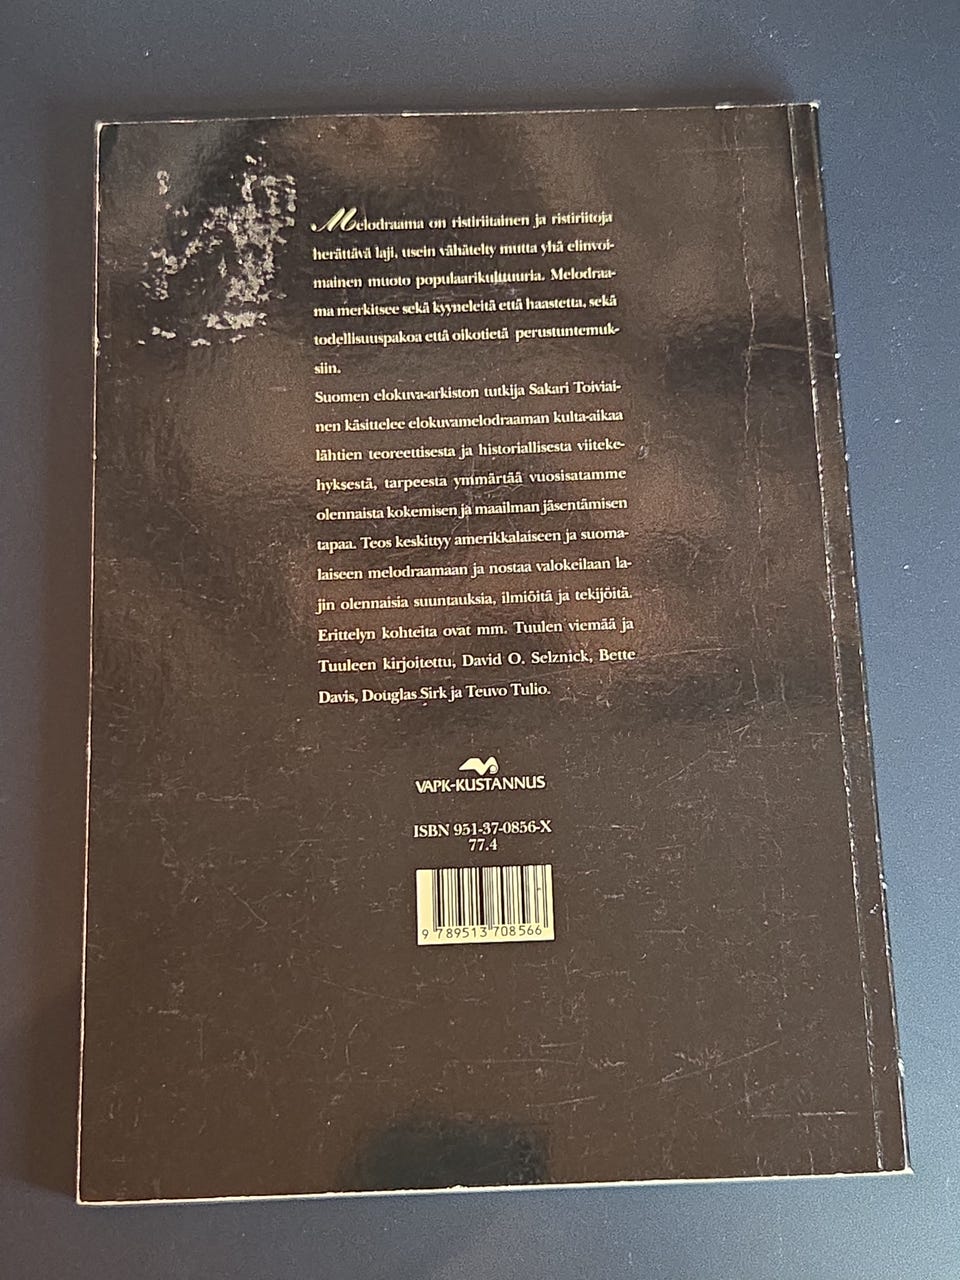 Melodraama on ristiriitainen ja ristiriitoja
herättävä laji, usein vähätelty mutta yhä elinvoi-
mainen muoto populaarikulttuuria. Melodraa-
ma merkitsee sekä kyyneleitä että haastetta, sekä
todellisuuspakoa että oikotietä perustuntemuk-
siin.
Suomen elokuva-arkiston tutkija Sakari Toiviai-
nen käsittelee elokuvamelodraaman kulta-aikaa
lähtien teoreettisesta ja historiallisesta viiteke-
hyksestä, tarpeesta ymmärtää vuosisatamme
olennaista kokemisen ja maailman jäsentämisen
tapaa. Teos keskittyy amerikkalaiseen ja suoma-
laiseen melodraamaan ja nostaa valokeilaan la-
jin olennaisia suuntauksia, ilmiöitä ja tekijöitä.
Erittelyn kohteita ovat mm. Tuulen viemää ja
Tuuleen kirjoitettu, David O. Selznick, Bette
Davis, Douglas Sirk ja Teuvo Tulio.
VAPK-KUSTANNUS
ISBN 951-37-0856-X
77.4
9 789513 708566